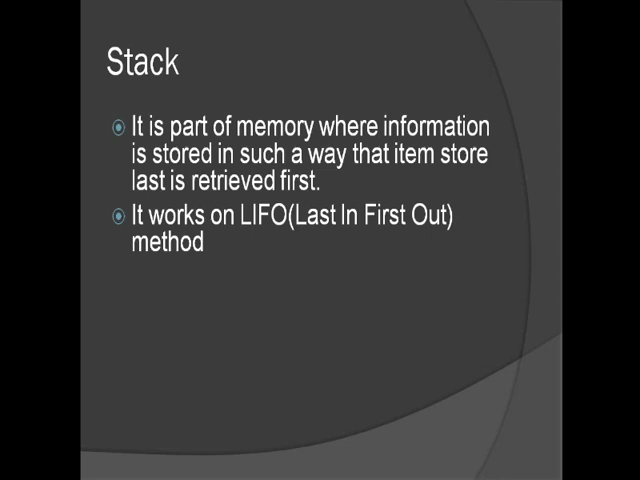 Stack
It is part of memory where information
is stored in such a way that item store
last is retrieved first.
It works on LIFO(Last In First Out)
method